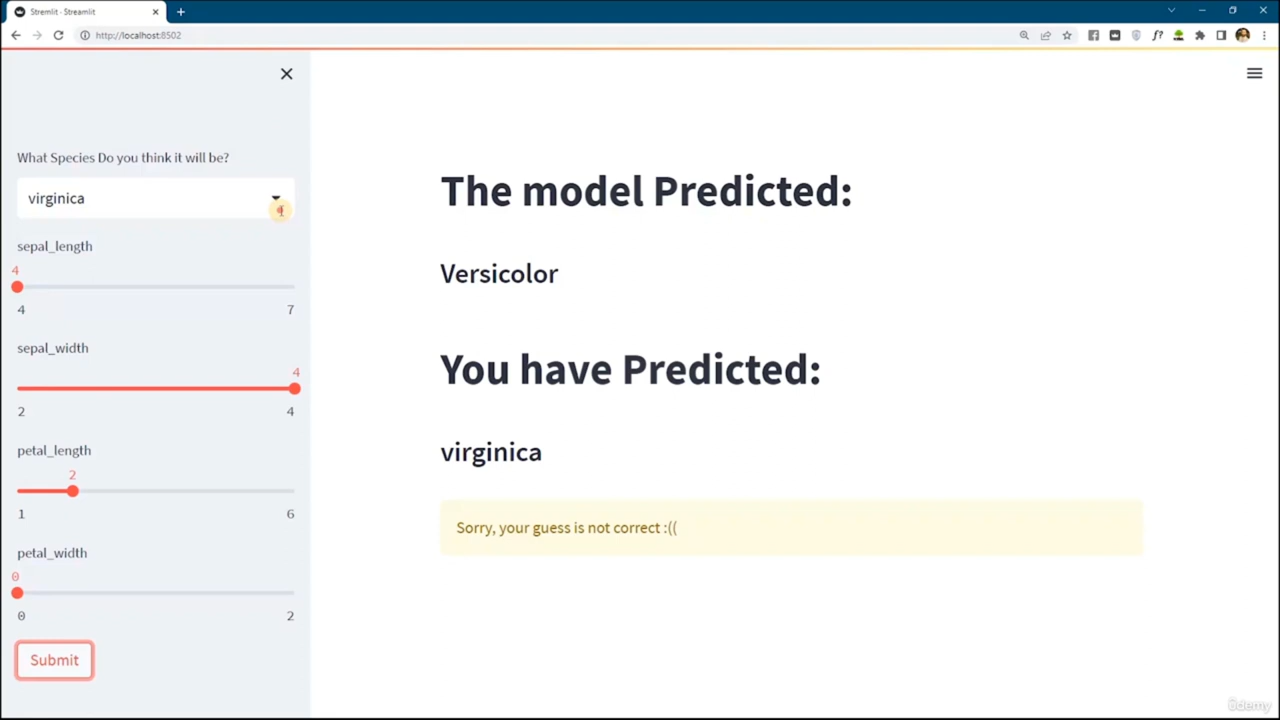 Stremlit · Streamlit
http://localhost:8502
What Species Do you think it will be?
virginica
sepal_length
4
4 7
sepal_width
4
2 4
petal_length
2
1 6
petal_width
0
0 2
Submit
The model Predicted:
Versicolor
You have Predicted:
virginica
Sorry, your guess is not correct :((
ûdemy